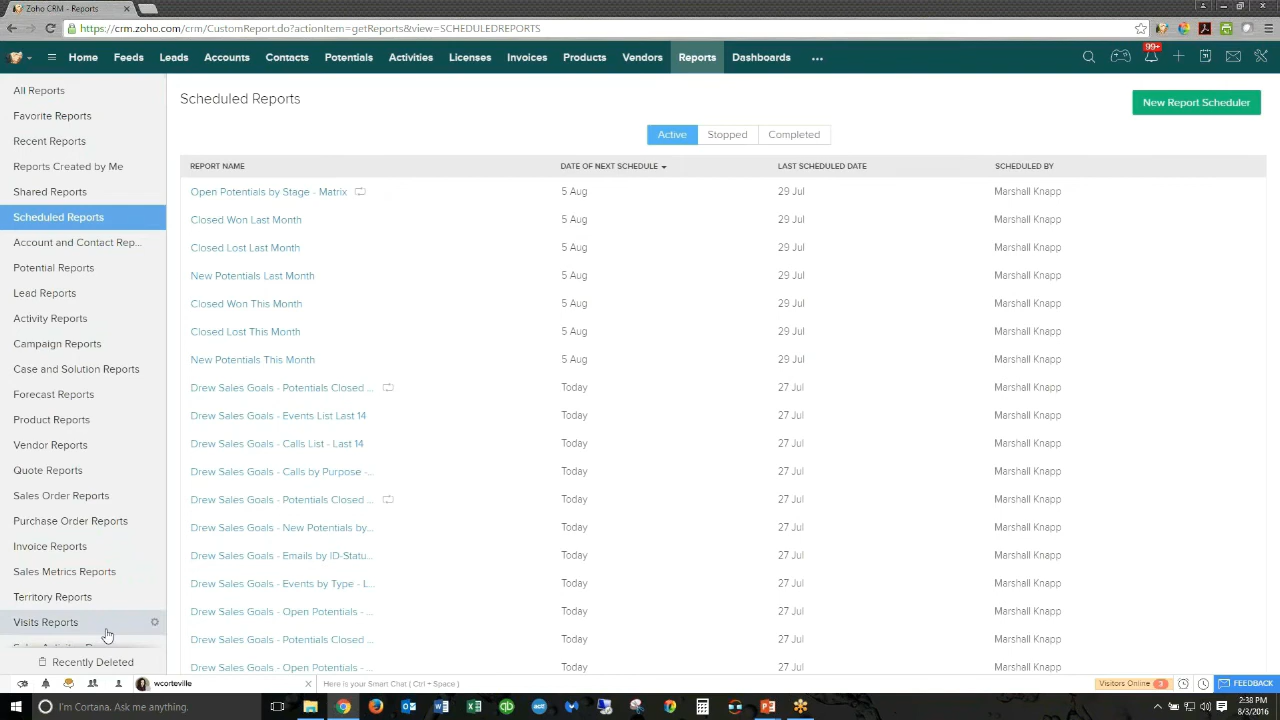 Zoho CRM - Reports
https://crm.zoho.com/crm/CustomReport.do?actionItem=getReports&view=SCHEDULEDREPORTS
Home Feeds Leads Accounts Contacts Potentials Activities Licenses Invoices Products Vendors Reports Dashboards ... 99+
All Reports
Favorite Reports
Recent Reports
Reports Created by Me
Shared Reports
Scheduled Reports
Account and Contact Rep...
Potential Reports
Lead Reports
Activity Reports
Campaign Reports
Case and Solution Reports
Forecast Reports
Product Reports
Vendor Reports
Quote Reports
Sales Order Reports
Purchase Order Reports
Invoice Reports
Sales Metrics Reports
Territory Reports
Visits Reports
Recently Deleted
Scheduled Reports
New Report Scheduler
Active Stopped Completed
REPORT NAME DATE OF NEXT SCHEDULE LAST SCHEDULED DATE SCHEDULED BY
Open Potentials by Stage - Matrix 5 Aug 29 Jul Marshall Knapp
Closed Won Last Month 5 Aug 29 Jul Marshall Knapp
Closed Lost Last Month 5 Aug 29 Jul Marshall Knapp
New Potentials Last Month 5 Aug 29 Jul Marshall Knapp
Closed Won This Month 5 Aug 29 Jul Marshall Knapp
Closed Lost This Month 5 Aug 29 Jul Marshall Knapp
New Potentials This Month 5 Aug 29 Jul Marshall Knapp
Drew Sales Goals - Potentials Closed ... Today 27 Jul Marshall Knapp
Drew Sales Goals - Events List Last 14 Today 27 Jul Marshall Knapp
Drew Sales Goals - Calls List - Last 14 Today 27 Jul Marshall Knapp
Drew Sales Goals - Calls by Purpose -... Today 27 Jul Marshall Knapp
Drew Sales Goals - Potentials Closed ... Today 27 Jul Marshall Knapp
Drew Sales Goals - New Potentials by... Today 27 Jul Marshall Knapp
Drew Sales Goals - Emails by ID-Statu... Today 27 Jul Marshall Knapp
Drew Sales Goals - Events by Type - L... Today 27 Jul Marshall Knapp
Drew Sales Goals - Open Potentials - ... Today 27 Jul Marshall Knapp
Drew Sales Goals - Potentials Closed ... Today 27 Jul Marshall Knapp
Drew Sales Goals - Open Potentials - ... Today 27 Jul Marshall Knapp
wcorteville Here is your Smart Chat ( Ctrl + Space ) Visitors Online 3 FEEDBACK
I'm Cortana. Ask me anything. 2:38 PM
8/3/2016